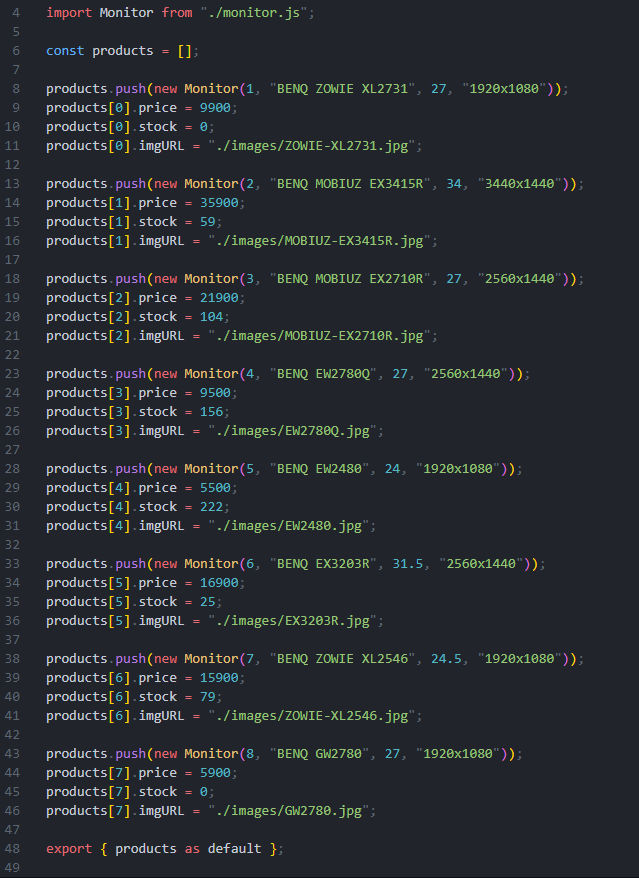 4 import Monitor from "./monitor.js";
5
6 const products = [];
7
8 products.push(new Monitor(1, "BENQ ZOWIE XL2731", 27, "1920x1080"));
9 products[0].price = 9900;
10 products[0].stock = 0;
11 products[0].imgURL = "./images/ZOWIE-XL2731.jpg";
12
13 products.push(new Monitor(2, "BENQ MOBIUZ EX3415R", 34, "3440x1440"));
14 products[1].price = 35900;
15 products[1].stock = 59;
16 products[1].imgURL = "./images/MOBIUZ-EX3415R.jpg";
17
18 products.push(new Monitor(3, "BENQ MOBIUZ EX2710R", 27, "2560x1440"));
19 products[2].price = 21900;
20 products[2].stock = 104;
21 products[2].imgURL = "./images/MOBIUZ-EX2710R.jpg";
22
23 products.push(new Monitor(4, "BENQ EW2780Q", 27, "2560x1440"));
24 products[3].price = 9500;
25 products[3].stock = 156;
26 products[3].imgURL = "./images/EW2780Q.jpg";
27
28 products.push(new Monitor(5, "BENQ EW2480", 24, "1920x1080"));
29 products[4].price = 5500;
30 products[4].stock = 222;
31 products[4].imgURL = "./images/EW2480.jpg";
32
33 products.push(new Monitor(6, "BENQ EX3203R", 31.5, "2560x1440"));
34 products[5].price = 16900;
35 products[5].stock = 25;
36 products[5].imgURL = "./images/EX3203R.jpg";
37
38 products.push(new Monitor(7, "BENQ ZOWIE XL2546", 24.5, "1920x1080"));
39 products[6].price = 15900;
40 products[6].stock = 79;
41 products[6].imgURL = "./images/ZOWIE-XL2546.jpg";
42
43 products.push(new Monitor(8, "BENQ GW2780", 27, "1920x1080"));
44 products[7].price = 5900;
45 products[7].stock = 0;
46 products[7].imgURL = "./images/GW2780.jpg";
47
48 export { products as default };
49